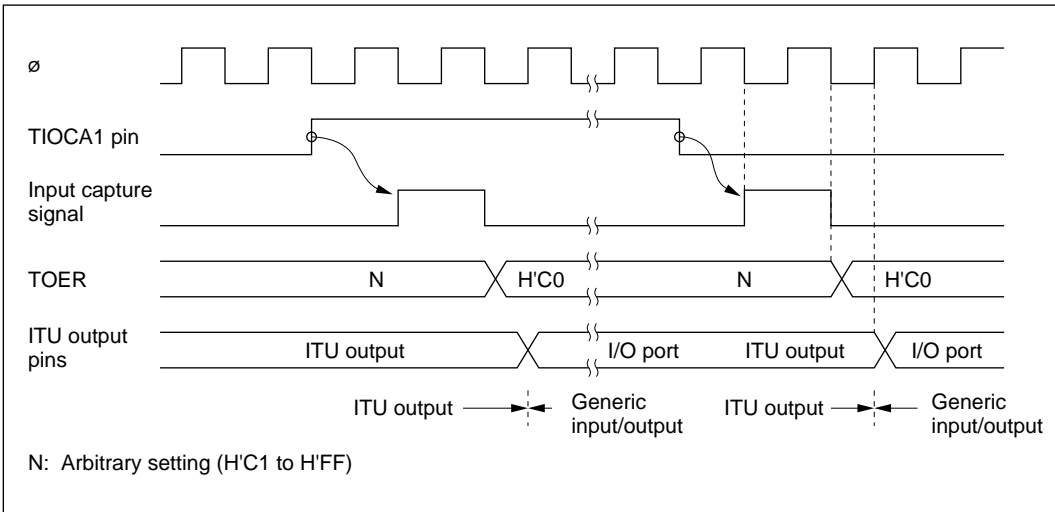 ø
TIOCA1 pin
Input capture
signal
TOER N H'C0 N H'C0
ITU output
pins
ITU output I/O port ITU output I/O port
ITU output Generic
input/output
ITU output Generic
input/output
N: Arbitrary setting (H'C1 to H'FF)